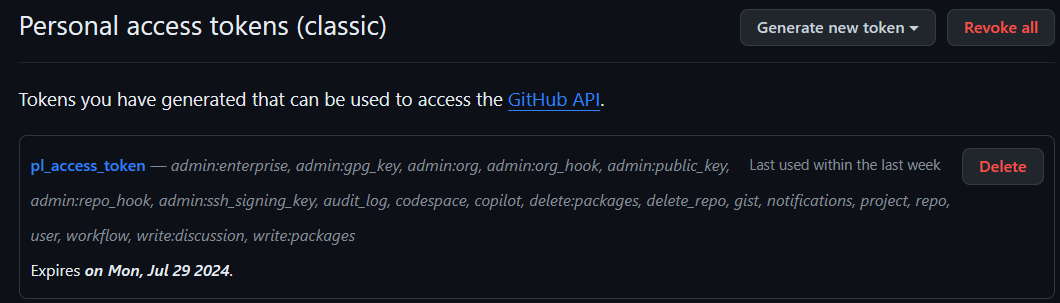 Personal access tokens (classic)
Generate new token
Revoke all
Tokens you have generated that can be used to access the GitHub API.
pl_access_token — admin:enterprise, admin:gpg_key, admin:org, admin:org_hook, admin:public_key,
Last used within the last week
Delete
admin:repo_hook, admin:ssh_signing_key, audit_log, codespace, copilot, delete:packages, delete_repo, gist, notifications, project, repo,
user, workflow, write:discussion, write:packages
Expires on Mon, Jul 29 2024.